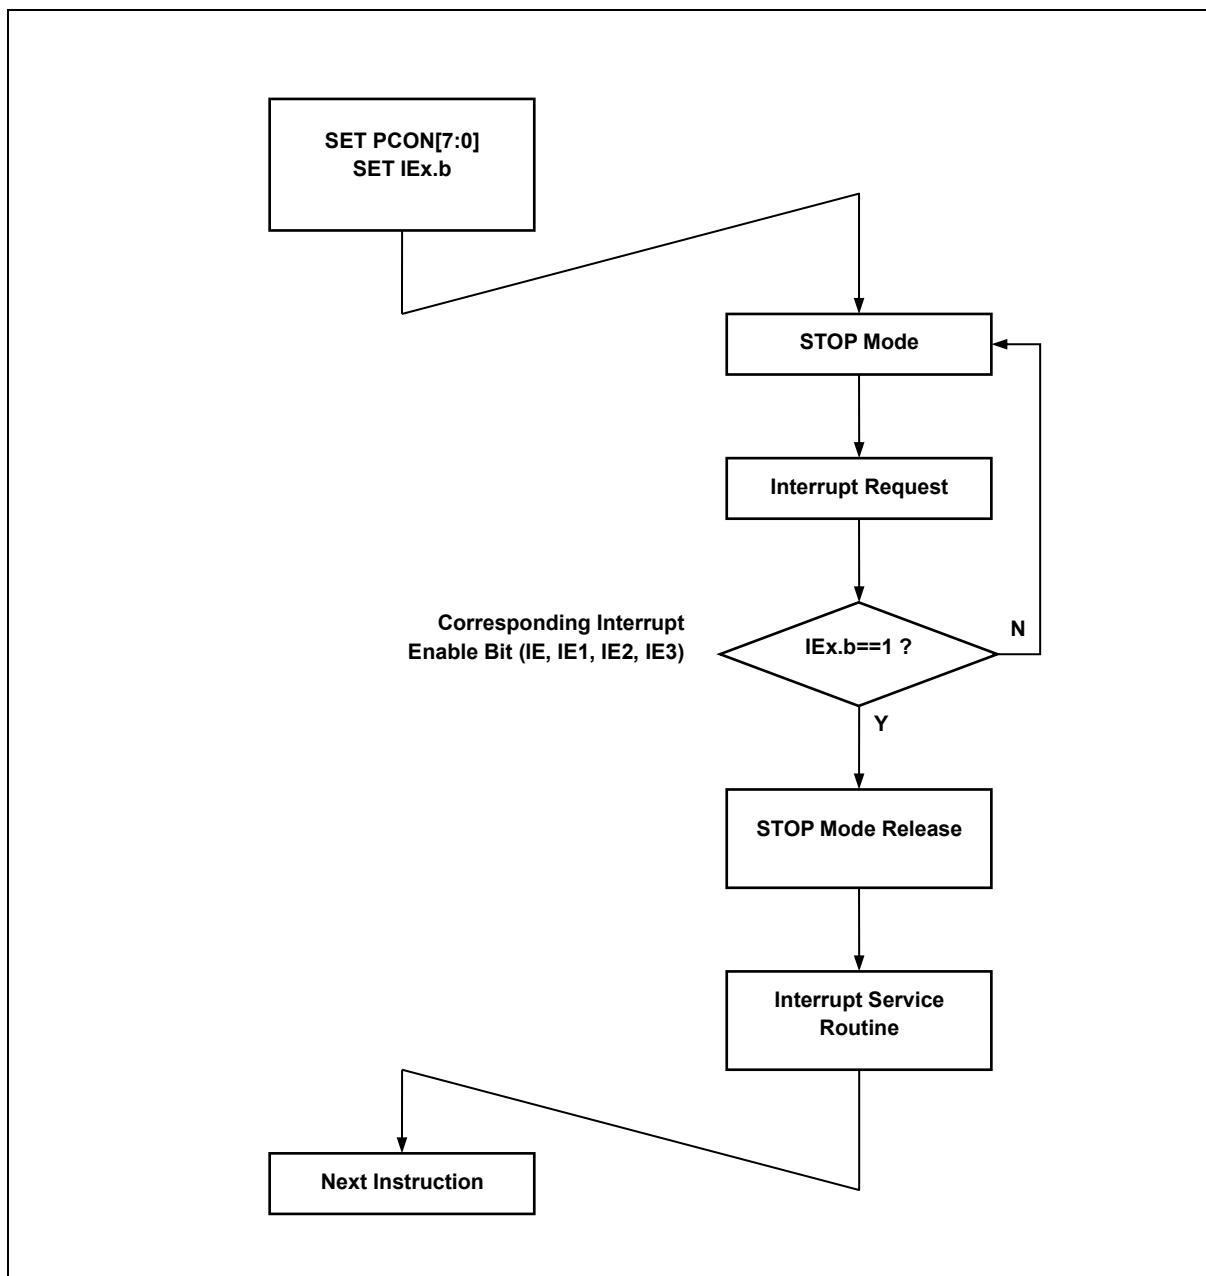 SET PCON[7:0]
SET IEx.b
STOP Mode
Interrupt Request
Corresponding Interrupt
Enable Bit (IE, IE1, IE2, IE3)
IEx.b==1 ?
N
Y
STOP Mode Release
Interrupt Service
Routine
Next Instruction